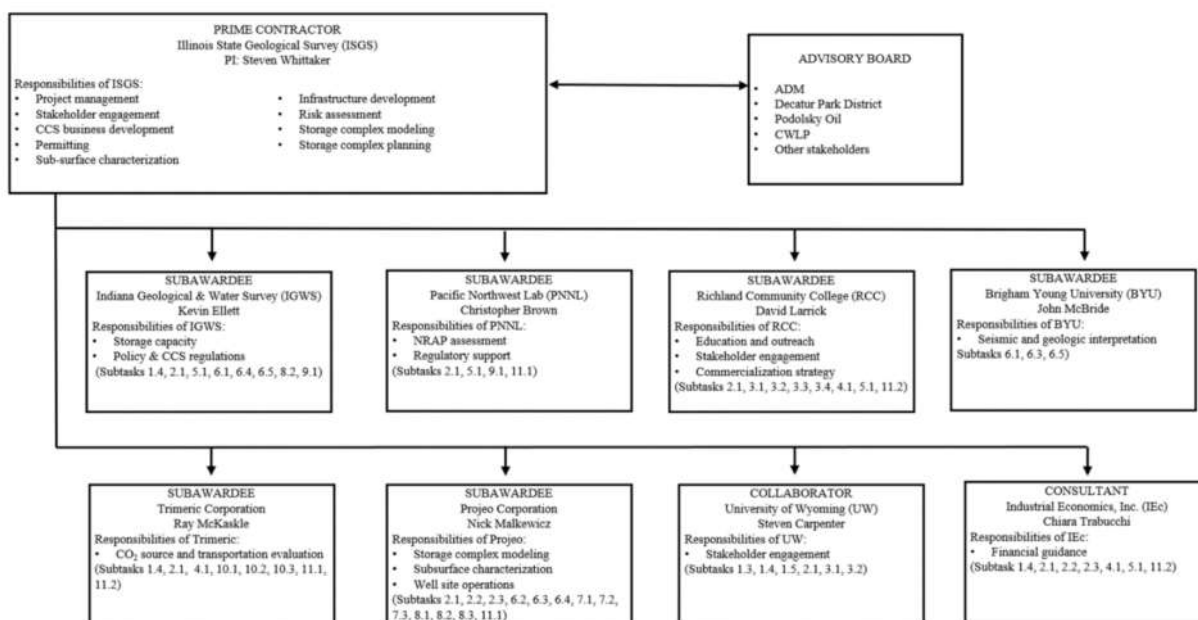 PRIME CONTRACTOR
Illinois State Geological Survey (ISGS)
PI: Steven Whittaker
Responsibilities of ISGS:
• Project management
• Stakeholder engagement
• CCS business development
• Permitting
• Sub-surface characterization
• Infrastructure development
• Risk assessment
• Storage complex modeling
• Storage complex planning
ADVISORY BOARD
• ADM
• Decatur Park District
• Podolsky Oil
• CWLP
• Other stakeholders
SUBAWARDEE
Indiana Geological & Water Survey (IGWS)
Kevin Ellett
Responsibilities of IGWS:
• Storage capacity
• Policy & CCS regulations
(Subtasks 1.4, 2.1, 5.1, 6.1, 6.4, 6.5, 8.2, 9.1)
SUBAWARDEE
Pacific Northwest Lab (PNNL)
Christopher Brown
Responsibilities of PNNL:
• NRAP assessment
• Regulatory support
(Subtasks 2.1, 5.1, 9.1, 11.1)
SUBAWARDEE
Richland Community College (RCC)
David Larrick
Responsibilities of RCC:
• Education and outreach
• Stakeholder engagement
• Commercialization strategy
(Subtasks 2.1, 3.1, 3.2, 3.3, 3.4, 4.1, 5.1, 11.2)
SUBAWARDEE
Brigham Young University (BYU)
John McBride
Responsibilities of BYU:
• Seismic and geologic interpretation
Subtasks 6.1, 6.3, 6.5)
SUBAWARDEE
Trimeric Corporation
Ray McKaskle
Responsibilities of Trimeric:
• CO₂ source and transportation evaluation
(Subtasks 1.4, 2.1, 4.1, 10.1, 10.2, 10.3, 11.1,
11.2)
SUBAWARDEE
Projeo Corporation
Nick Malkewicz
Responsibilities of Projeo:
• Storage complex modeling
• Subsurface characterization
• Well site operations
(Subtasks 2.1, 2.2, 2.3, 6.2, 6.3, 6.4, 7.1, 7.2,
7.3, 8.1, 8.2, 8.3, 11.1)
COLLABORATOR
University of Wyoming (UW)
Steven Carpenter
Responsibilities of UW:
• Stakeholder engagement
(Subtasks 1.3, 1.4, 1.5, 2.1, 3.1, 3.2)
CONSULTANT
Industrial Economics, Inc. (IEc)
Chiara Trabucchi
Responsibilities of IEc:
• Financial guidance
(Subtask 1.4, 2.1, 2.2, 2.3, 4.1, 5.1, 11.2)